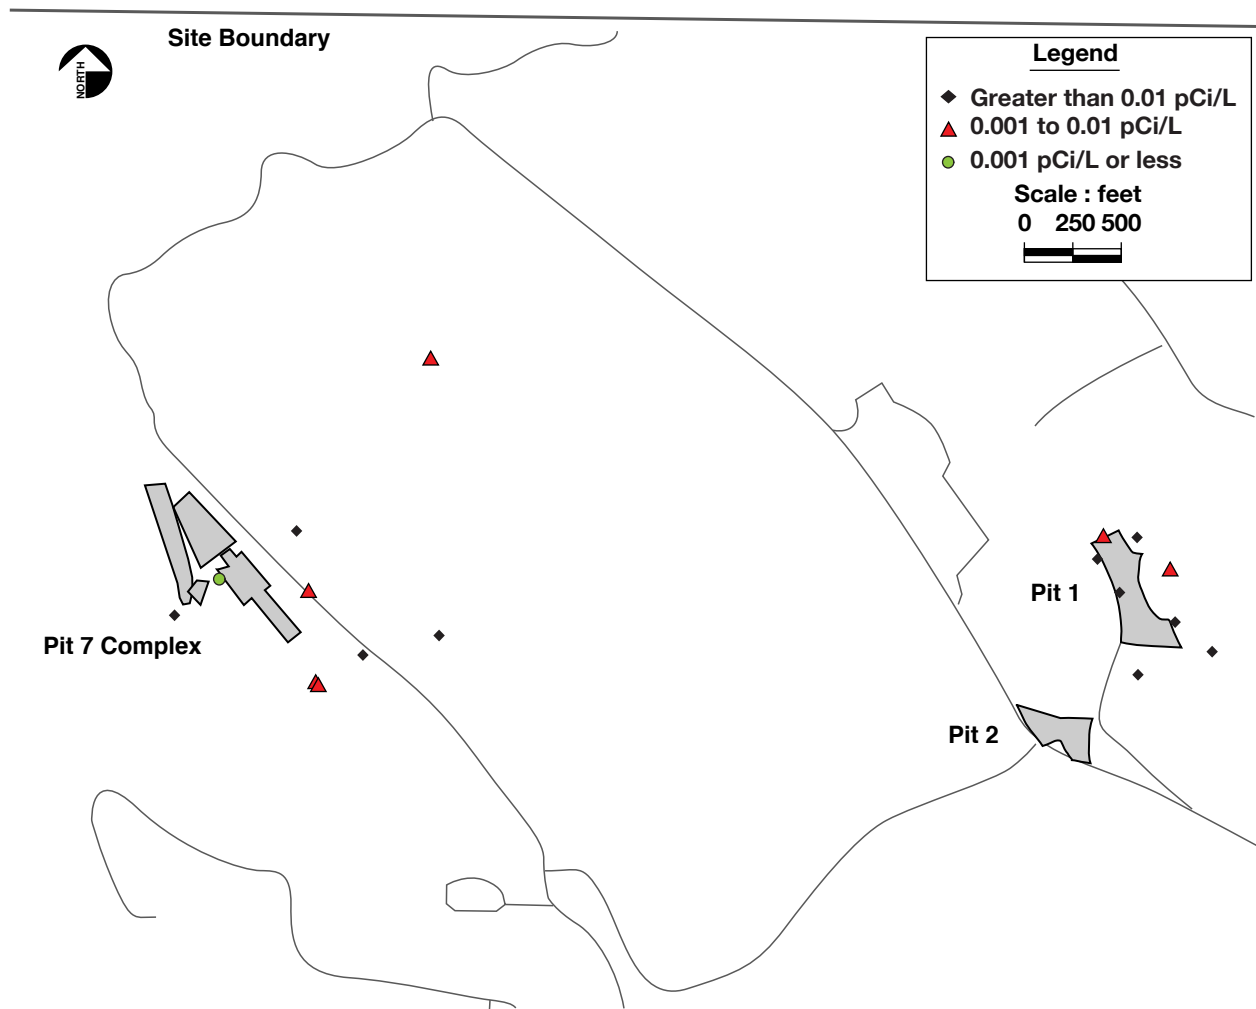 Site Boundary
NORTH
Legend
Greater than 0.01 pCi/L
0.001 to 0.01 pCi/L
0.001 pCi/L or less
Scale : feet
0 250 500
Pit 1
Pit 7 Complex
Pit 2